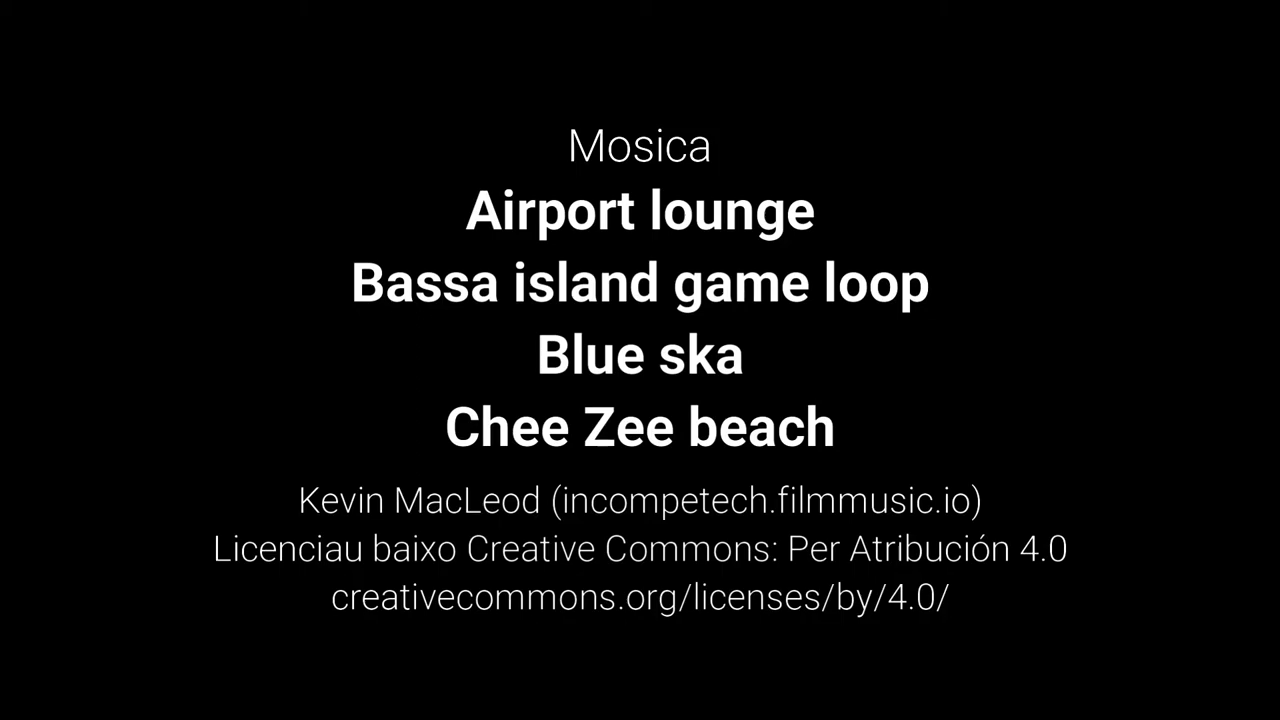 Mosica
Airport lounge
Bassa island game loop
Blue ska
Chee Zee beach
Kevin MacLeod (incompetech.filmmusic.io)
Licenciau baixo Creative Commons: Per Atribución 4.0
creativecommons.org/licenses/by/4.0/